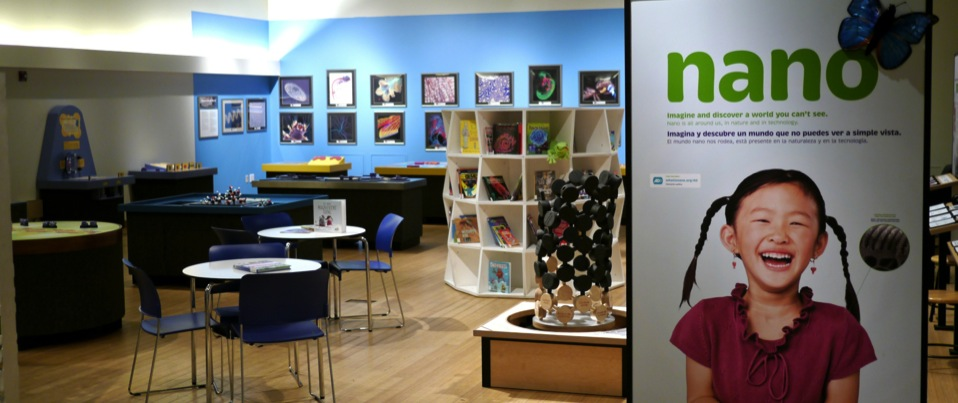 nano
Imagine and discover a world you can't see.
Nano is all around us, in nature and in technology.
Imagina y descubre un mundo que no puedes ver a simple vista.
El mundo nano nos rodea, está presente en la naturaleza y en la tecnología.